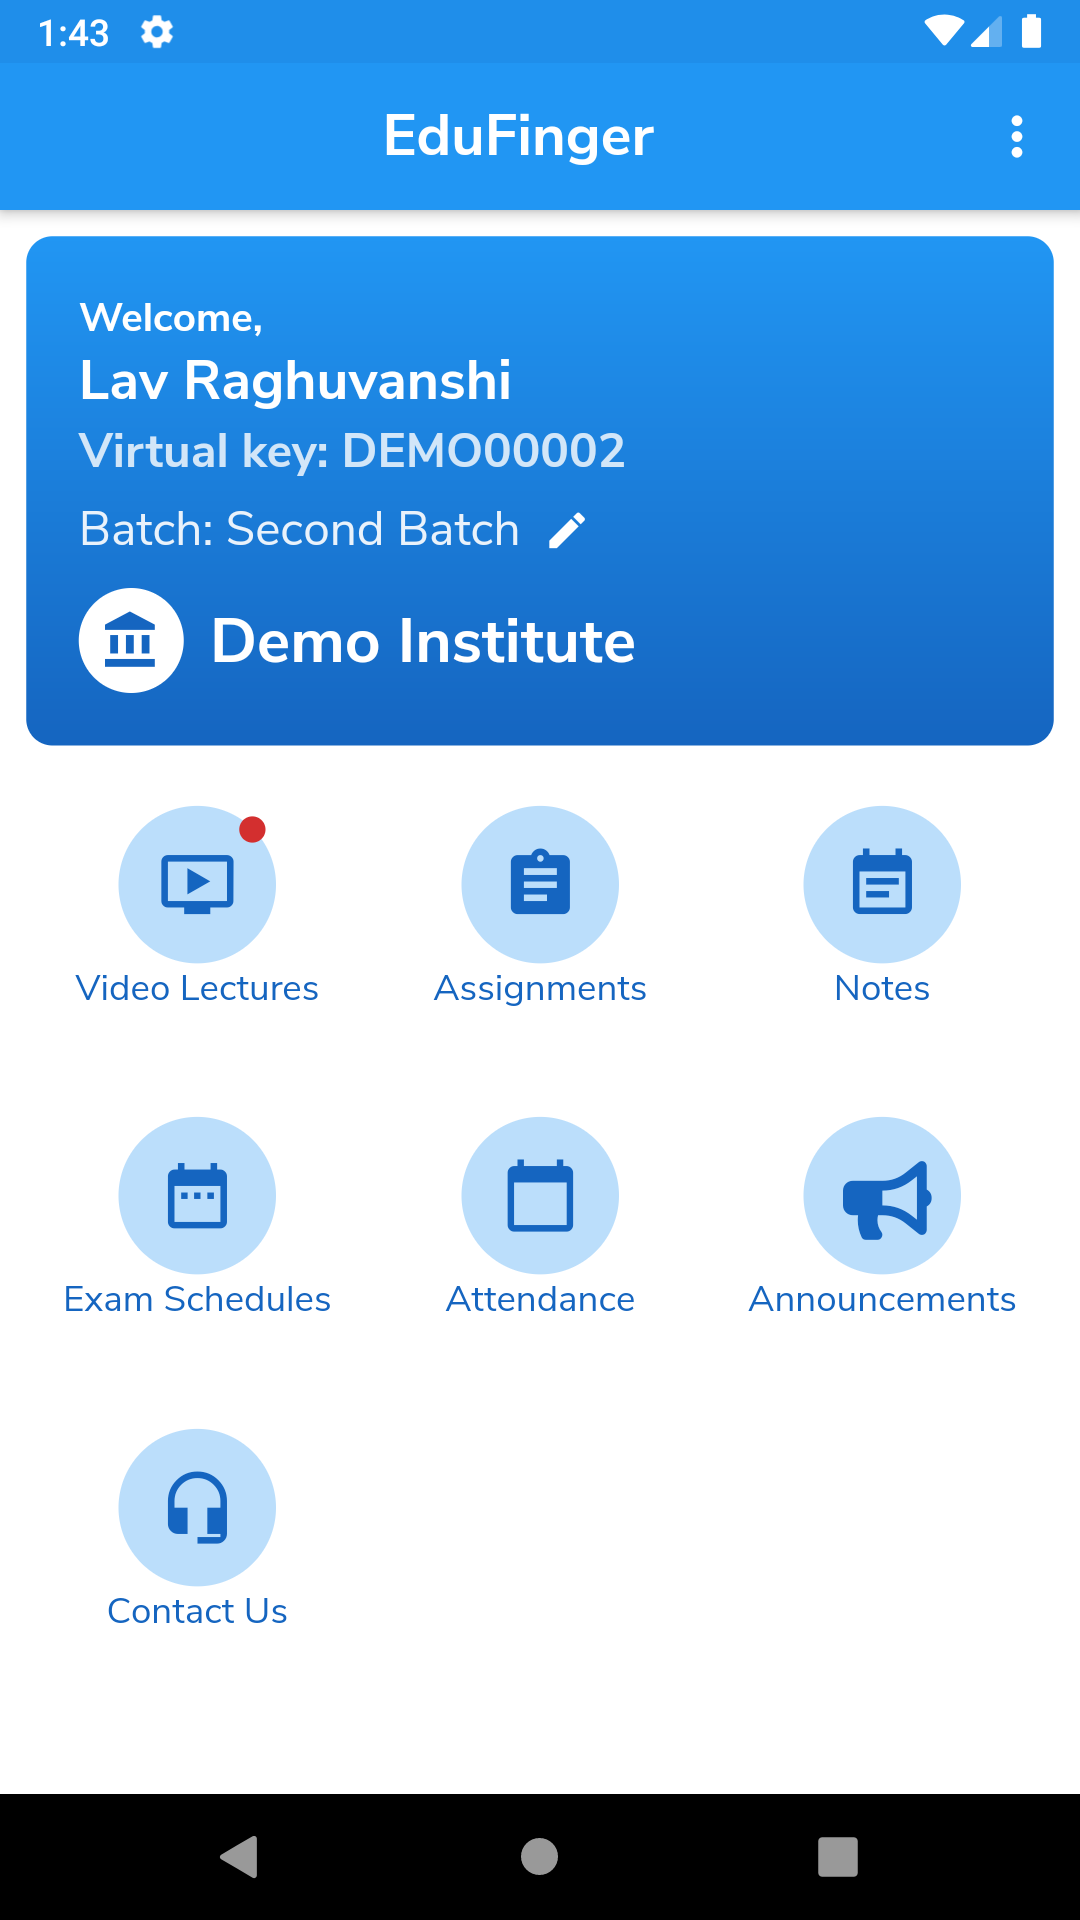 1:43
EduFinger
Welcome,
Lav Raghuvanshi
Virtual key: DEMO00002
Batch: Second Batch
Demo Institute
Video Lectures
Assignments
Notes
Exam Schedules
Attendance
Announcements
Contact Us